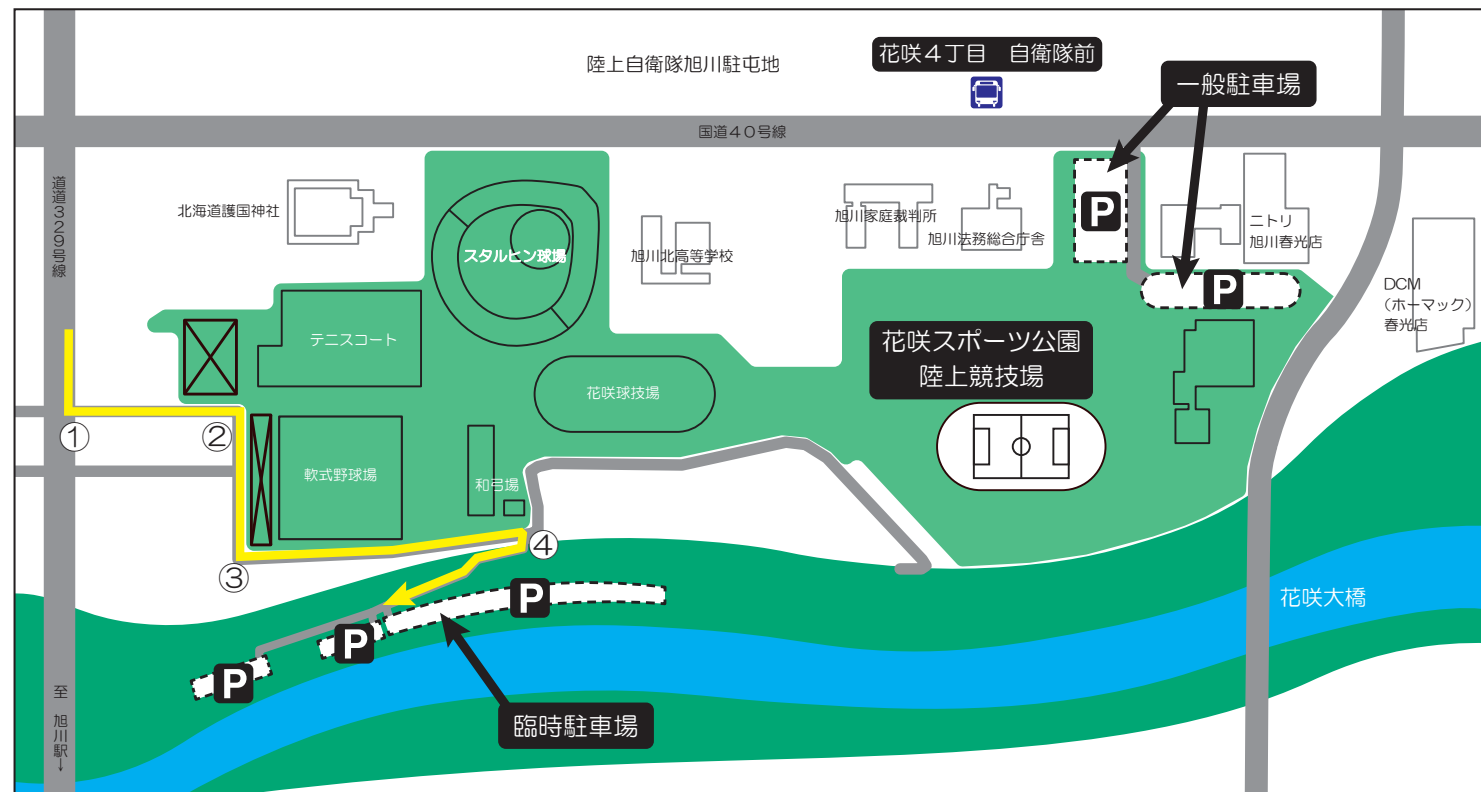 陸上自衛隊旭川駐屯地
花咲４丁目　自衛隊前
一般駐車場
国道４０号線
道道３２９号線
北海道護国神社
スタルヒン球場
旭川北高等学校
旭川家庭裁判所
旭川法務総合庁舎
P
ニトリ
旭川春光店
P
DCM
（ホーマック）
春光店
テニスコート
花咲球技場
花咲スポーツ公園
陸上競技場
①
②
軟式野球場
和弓場
③
④
P
P
P
花咲大橋
臨時駐車場
至　旭川駅→